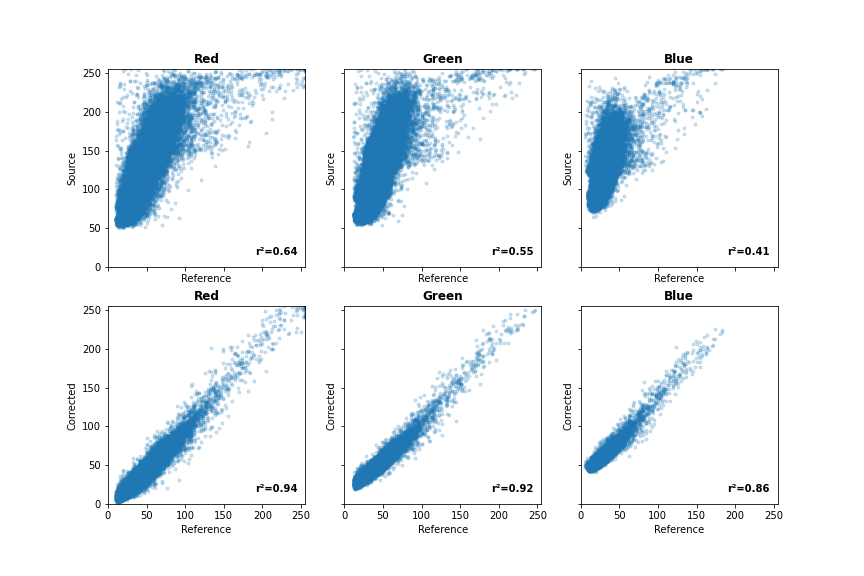 Red Green Blue
250
200
150
100
50
0
Source Source Source
r²=0.64 r²=0.55 r²=0.41
Reference Reference Reference
Red Green Blue
250
200
150
100
50
0
Corrected Corrected Corrected
r²=0.94 r²=0.92 r²=0.86
0 50 100 150 200 250 0 50 100 150 200 250 0 50 100 150 200 250
Reference Reference Reference